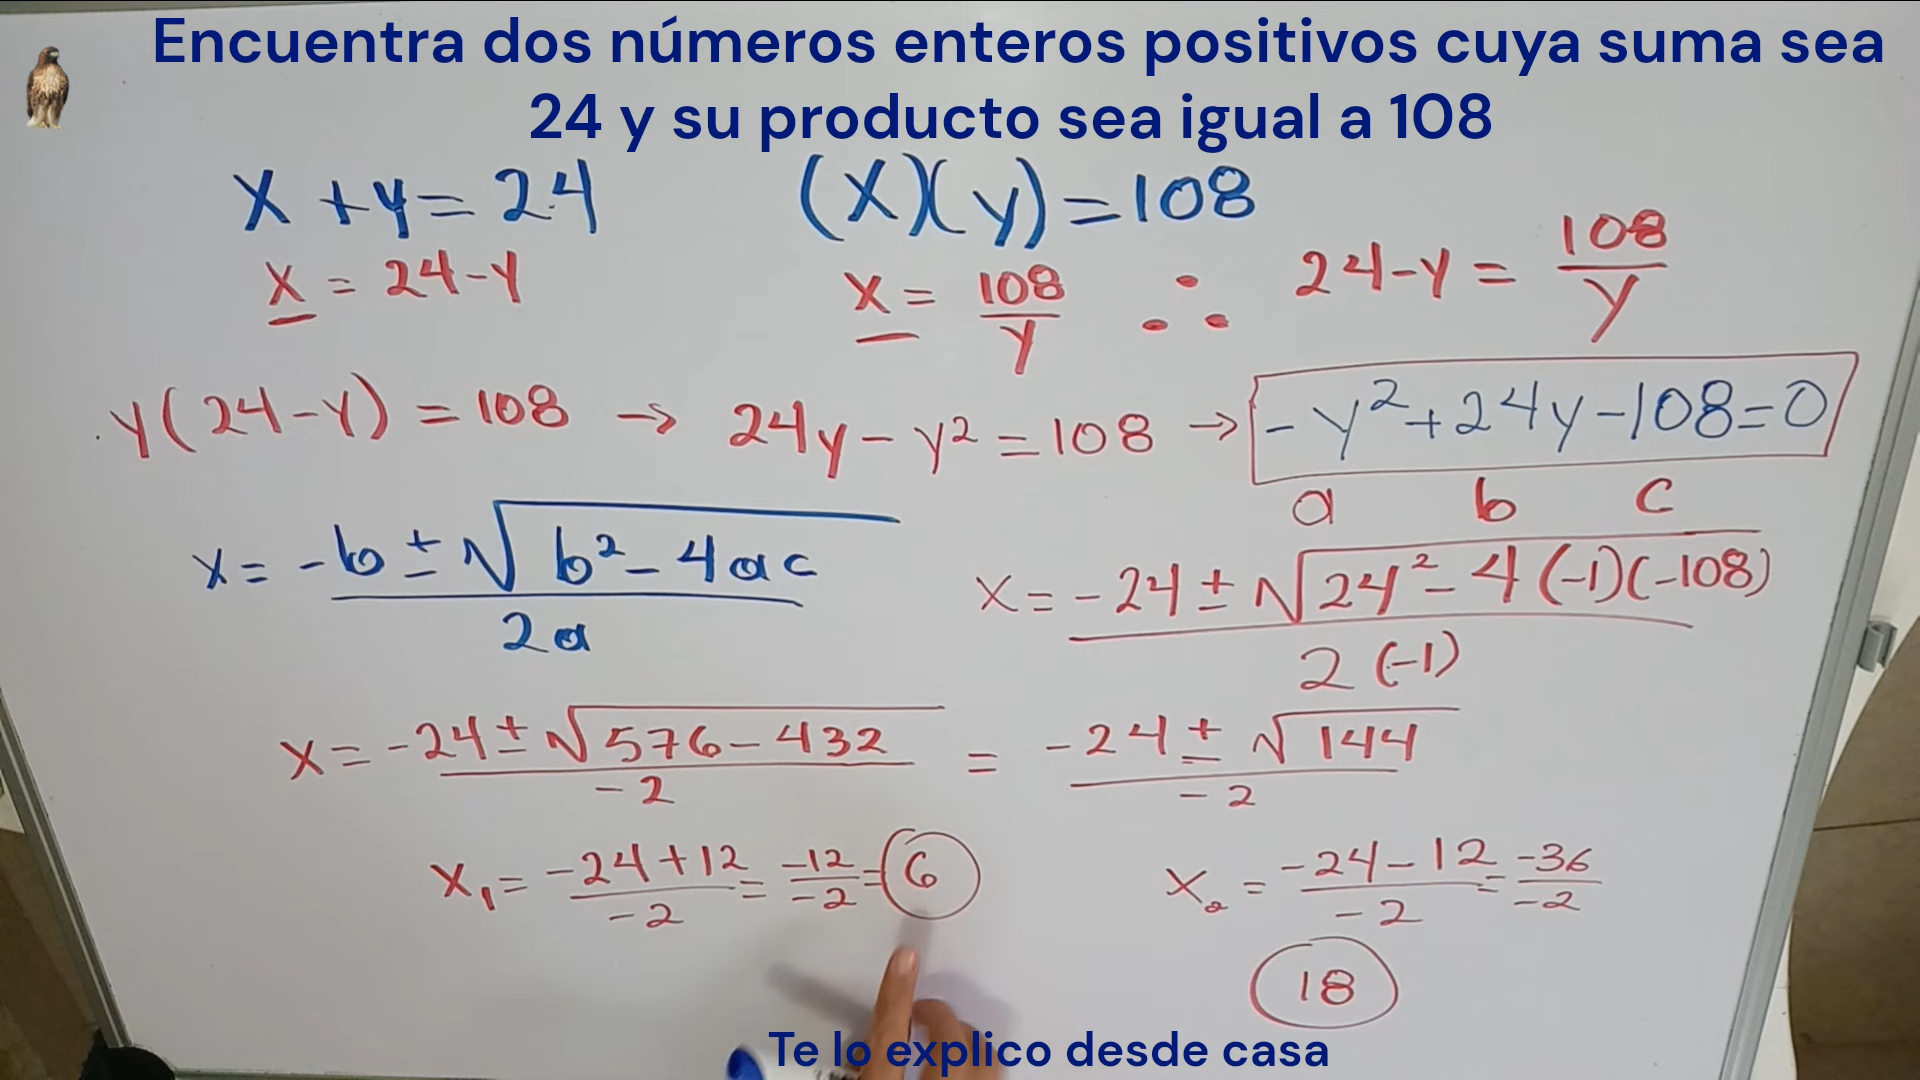 Encuentra dos números enteros positivos cuya suma sea
24 y su producto sea igual a 108
x + y = 24
(x)(y) = 108
x = 24 - y
x = 108/y ∴ 24 - y = 108/y
y(24 - y) = 108 → 24y - y² = 108 → -y² + 24y - 108 = 0
a b c
x = -b ± √b² - 4ac / 2a
x = -24 ± √24² - 4(-1)(-108) / 2(-1)
x = -24 ± √576 - 432 / -2 = -24 ± √144 / -2
x₁ = -24 + 12 / -2 = -12 / -2 = 6
x₂ = -24 - 12 / -2 = -36 / -2
18
Te lo explico desde casa